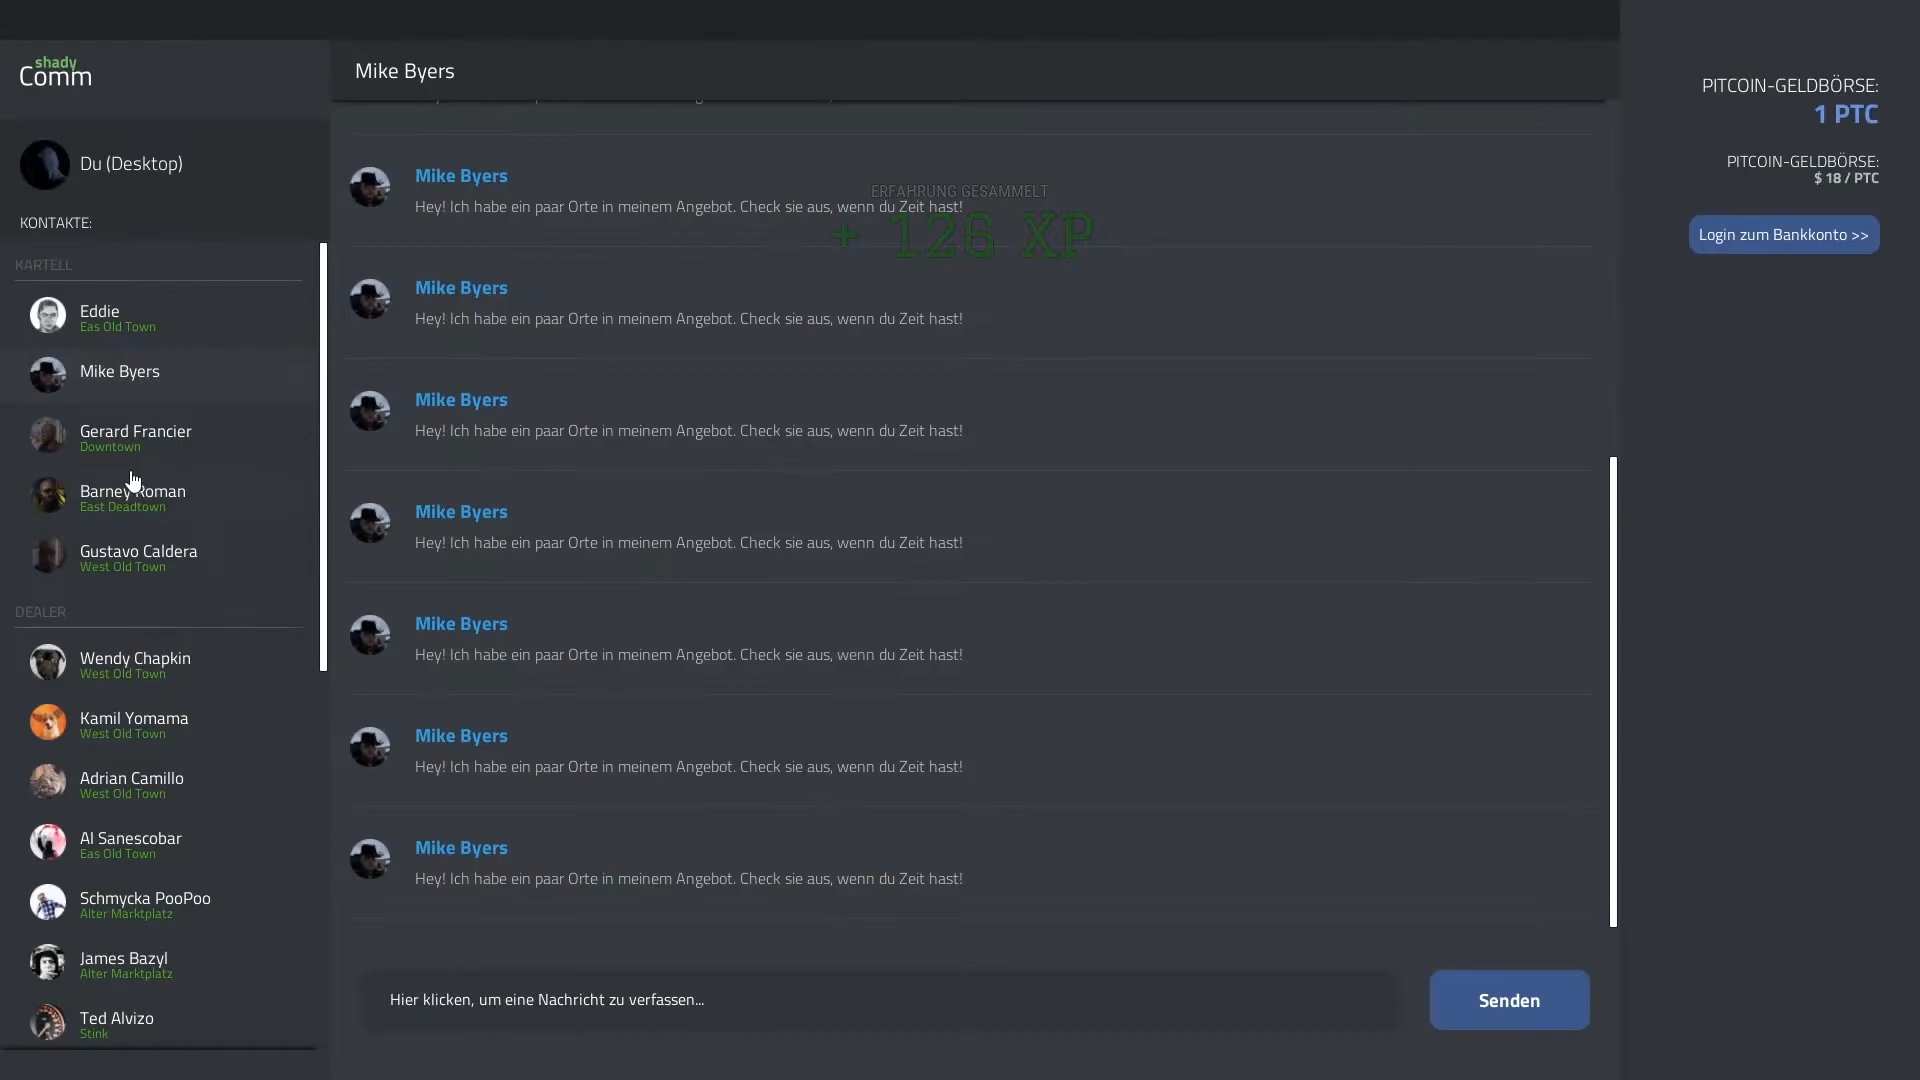 shady
Comm
Du (Desktop)
KONTAKTE:
KARTELL
Eddie
Eas Old Town
Mike Byers
Gerard Francier
Downtown
Barney Roman
East Deadtown
Gustavo Caldera
West Old Town
DEALER
Wendy Chapkin
West Old Town
Kamil Yomama
West Old Town
Adrian Camillo
West Old Town
Al Sanescobar
Eas Old Town
Schmycka PooPoo
Alter Marktplatz
James Bazyl
Alter Marktplatz
Ted Alvizo
Stink
Mike Byers
Mike Byers
Hey! Ich habe ein paar Orte in meinem Angebot. Check sie aus, wenn du Zeit hast!
ERFAHRUNG GESAMMELT
+ 126 XP
Mike Byers
Hey! Ich habe ein paar Orte in meinem Angebot. Check sie aus, wenn du Zeit hast!
Mike Byers
Hey! Ich habe ein paar Orte in meinem Angebot. Check sie aus, wenn du Zeit hast!
Mike Byers
Hey! Ich habe ein paar Orte in meinem Angebot. Check sie aus, wenn du Zeit hast!
Mike Byers
Hey! Ich habe ein paar Orte in meinem Angebot. Check sie aus, wenn du Zeit hast!
Mike Byers
Hey! Ich habe ein paar Orte in meinem Angebot. Check sie aus, wenn du Zeit hast!
Mike Byers
Hey! Ich habe ein paar Orte in meinem Angebot. Check sie aus, wenn du Zeit hast!
Hier klicken, um eine Nachricht zu verfassen...
Senden
PITCOIN-GELDBÖRSE:
1 PTC
PITCOIN-GELDBÖRSE:
$ 18 / PTC
Login zum Bankkonto >>